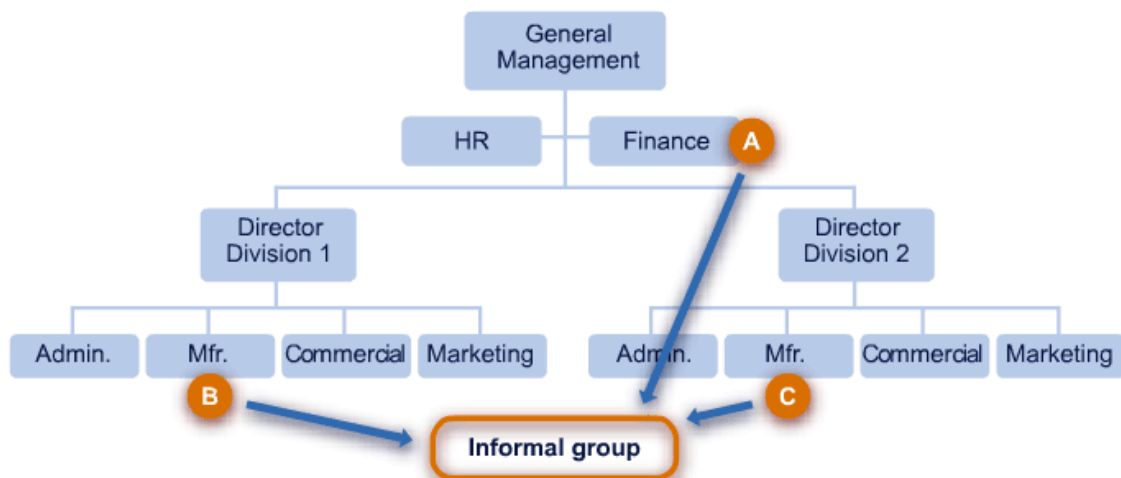 General
Management
HR
Finance
A
Director
Division 1
Director
Division 2
Admin.
Mfr.
Commercial
Marketing
Admin.
Mfr.
Commercial
Marketing
B
C
Informal group